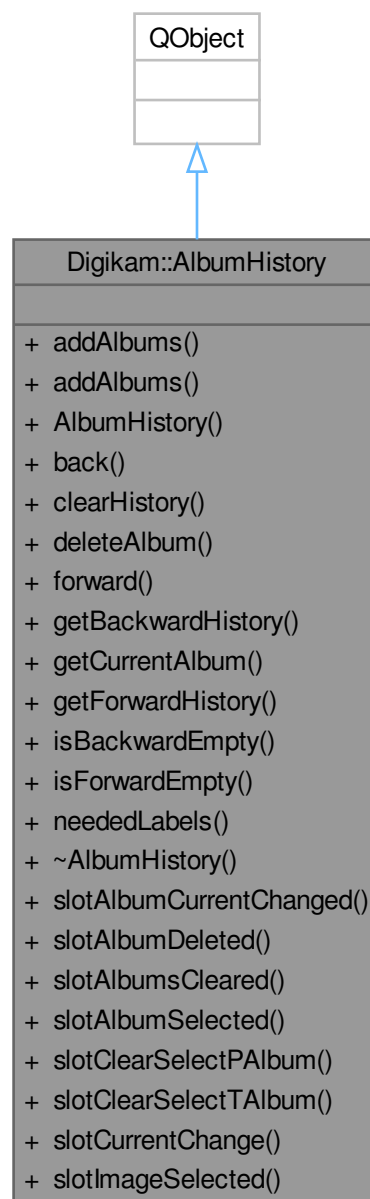 QObject
Digikam::AlbumHistory
+ addAlbums()
+ addAlbums()
+ AlbumHistory()
+ back()
+ clearHistory()
+ deleteAlbum()
+ forward()
+ getBackwardHistory()
+ getCurrentAlbum()
+ getForwardHistory()
+ isBackwardEmpty()
+ isForwardEmpty()
+ neededLabels()
+ ~AlbumHistory()
+ slotAlbumCurrentChanged()
+ slotAlbumDeleted()
+ slotAlbumsCleared()
+ slotAlbumSelected()
+ slotClearSelectPAlbum()
+ slotClearSelectTAlbum()
+ slotCurrentChange()
+ slotImageSelected()